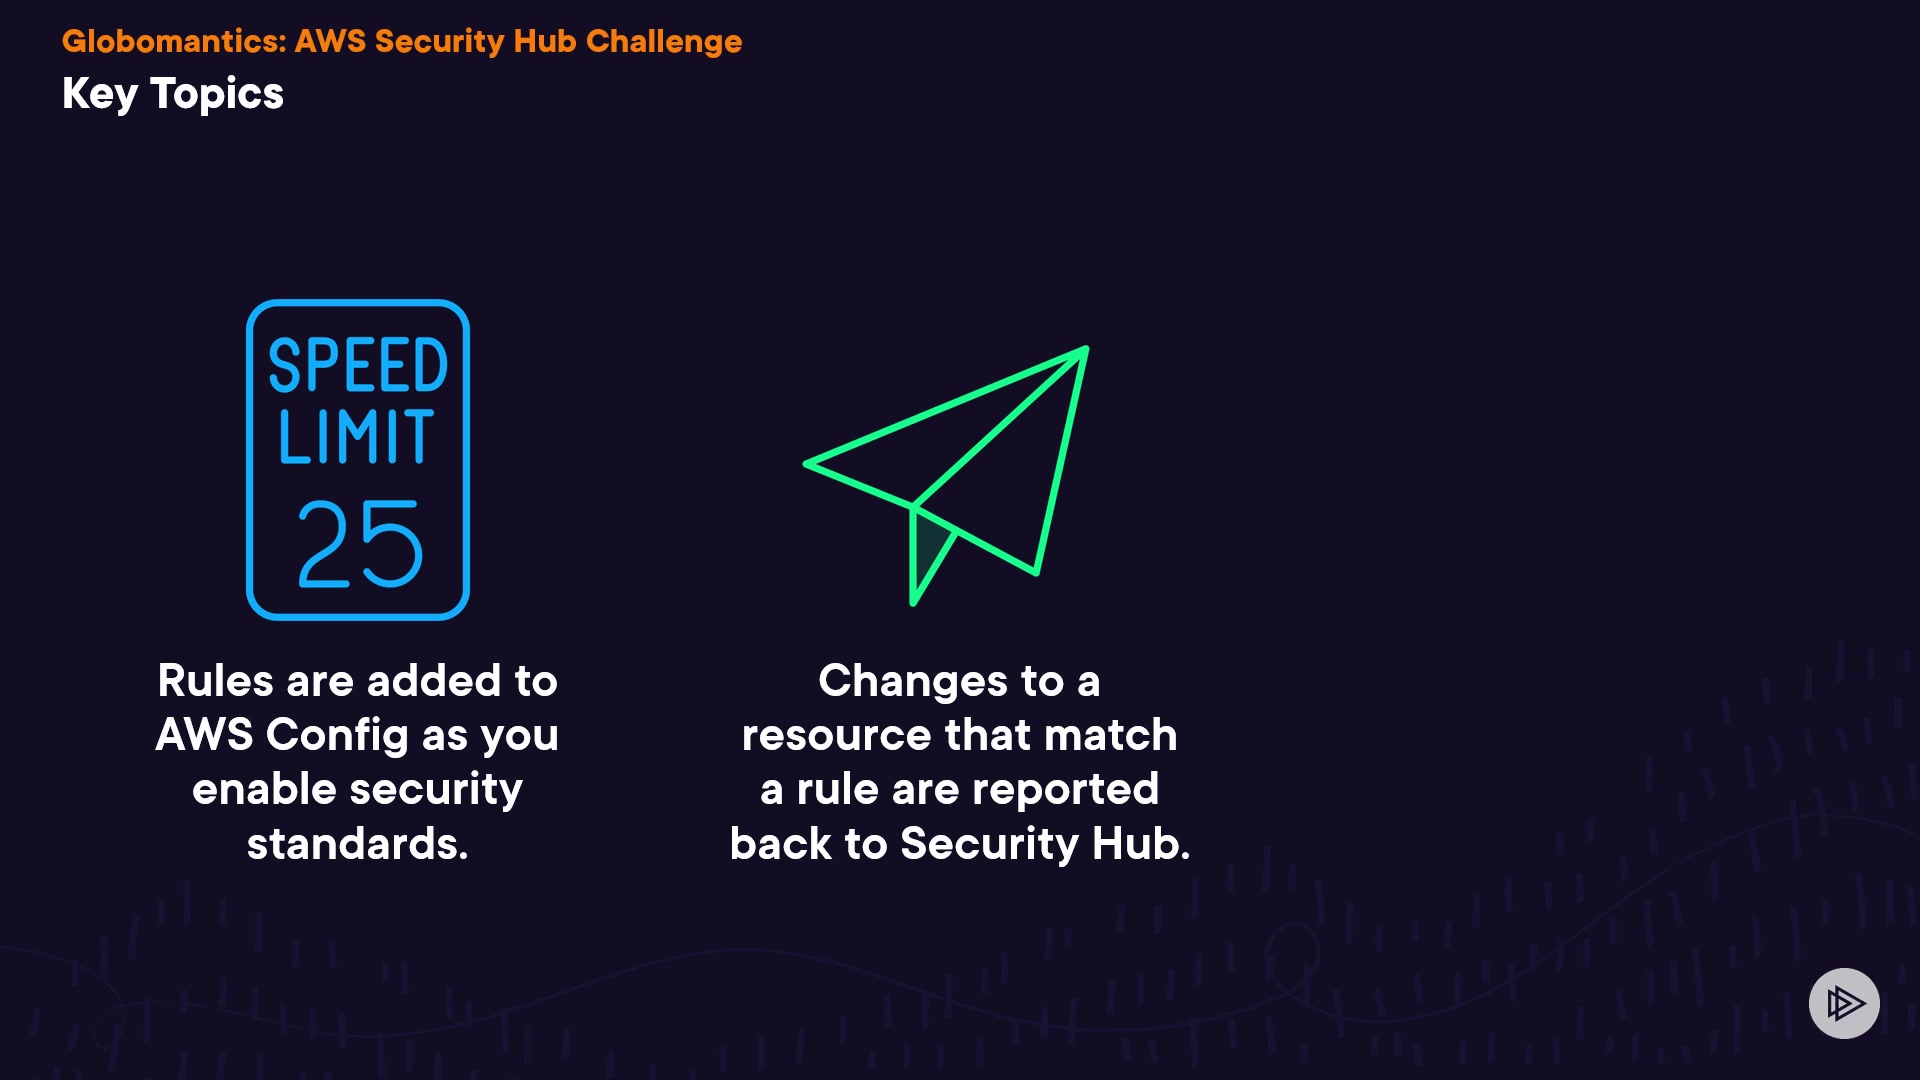 Globomantics: AWS Security Hub Challenge
Key Topics
SPEED
LIMIT
25
Rules are added to
AWS Config as you
enable security
standards.
Changes to a
resource that match
a rule are reported
back to Security Hub.